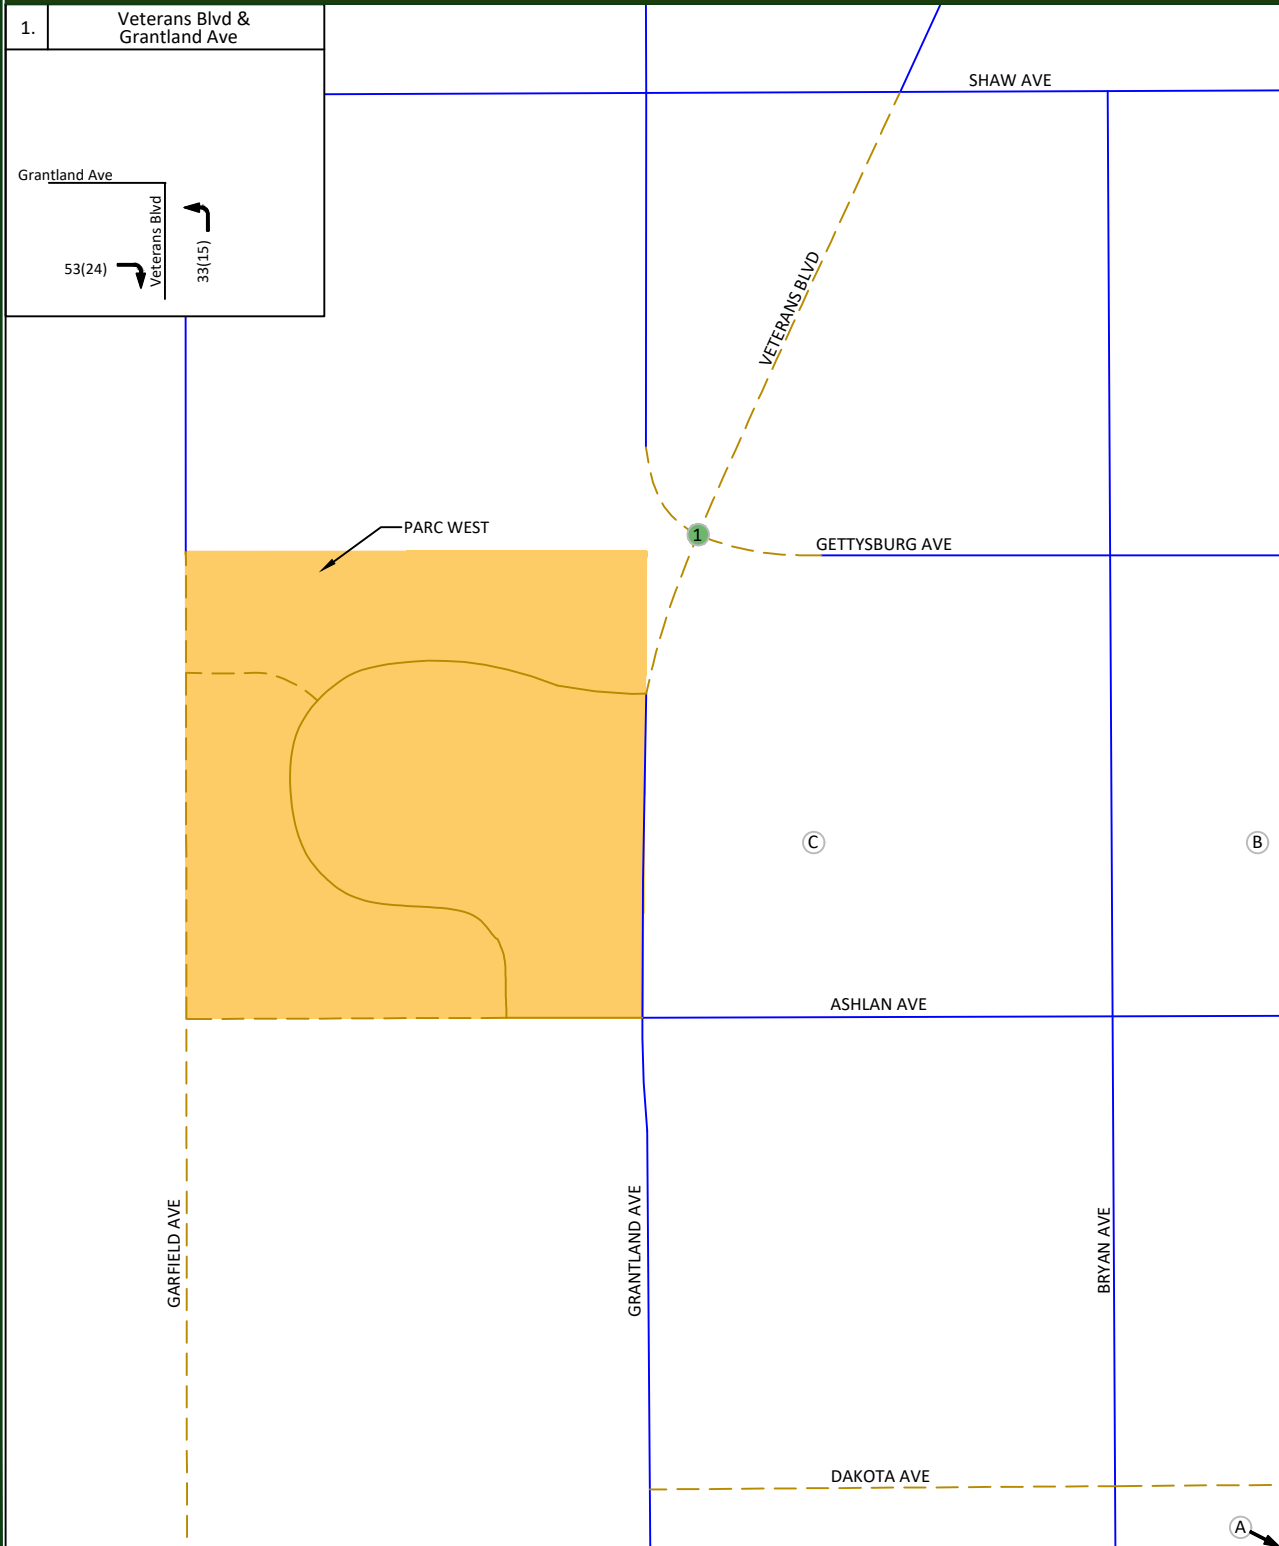 1.
Veterans Blvd &
Grantland Ave
SHAW AVE
Grantland Ave
Veterans Blvd
33(15)
53(24)
VETERANS BLVD
PARC WEST
1
GETTYSBURG AVE
C
B
ASHLAN AVE
GARFIELD AVE
GRANTLAND AVE
BRYAN AVE
DAKOTA AVE
A